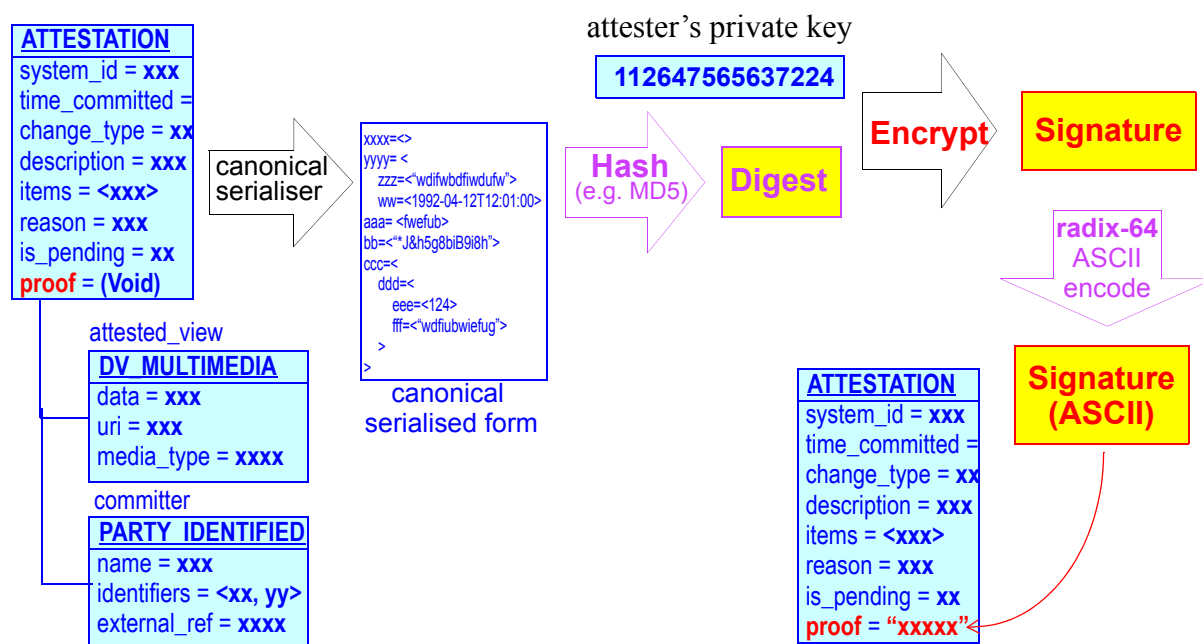 ATTESTATION
system_id = xxx
time_committed =
change_type = xx
description = xxx
items = <xxx>
reason = xxx
is_pending = xx
proof = (Void)
attested_view
DV_MULTIMEDIA
data = xxx
uri = xxx
media_type = xxxx
committer
PARTY_IDENTIFIED
name = xxx
identifiers = <xx, yy>
external_ref = xxxx
canonical
serialiser
xxxx=<>
yyyy= <
zzz=<“wdifwbdfiwdufw”>
ww=<1992-04-12T12:01:00>
aaa= <fwefub>
bb=<“*J&h5g8biB9i8h”>
ccc=<
ddd=<
eee=<124>
fff=<“wdfiubwiefug”>
>
>
canonical
serialised form
attester’s private key
112647565637224
Hash
(e.g. MD5)
Digest
Encrypt
Signature
radix-64
ASCII
encode
Signature
(ASCII)
ATTESTATION
system_id = xxx
time_committed =
change_type = xx
description = xxx
items = <xxx>
reason = xxx
is_pending = xx
proof = “xxxxx”